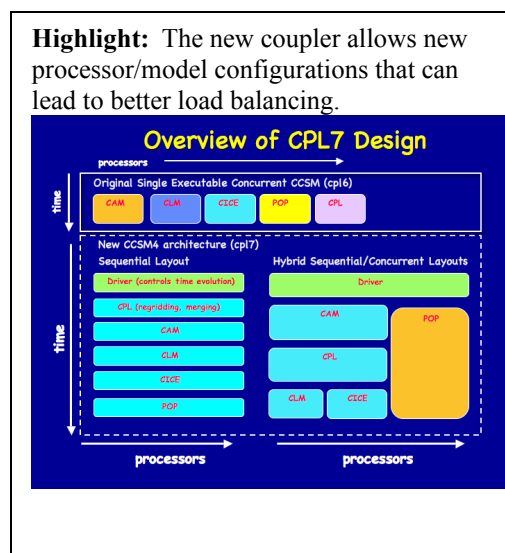 Highlight: The new coupler allows new
processor/model configurations that can
lead to better load balancing.
Overview of CPL7 Design
processors
time
Original Single Executable Concurrent CCSM (cpl6)
CAM CLM CICE POP CPL
time
New CCSM4 architecture (cpl7)
Sequential Layout
Driver (controls time evolution)
CPL (regridding, merging)
CAM
CLM
CICE
POP
processors
Hybrid Sequential/Concurrent Layouts
Driver
CAM
POP
CPL
CLM CICE
processors